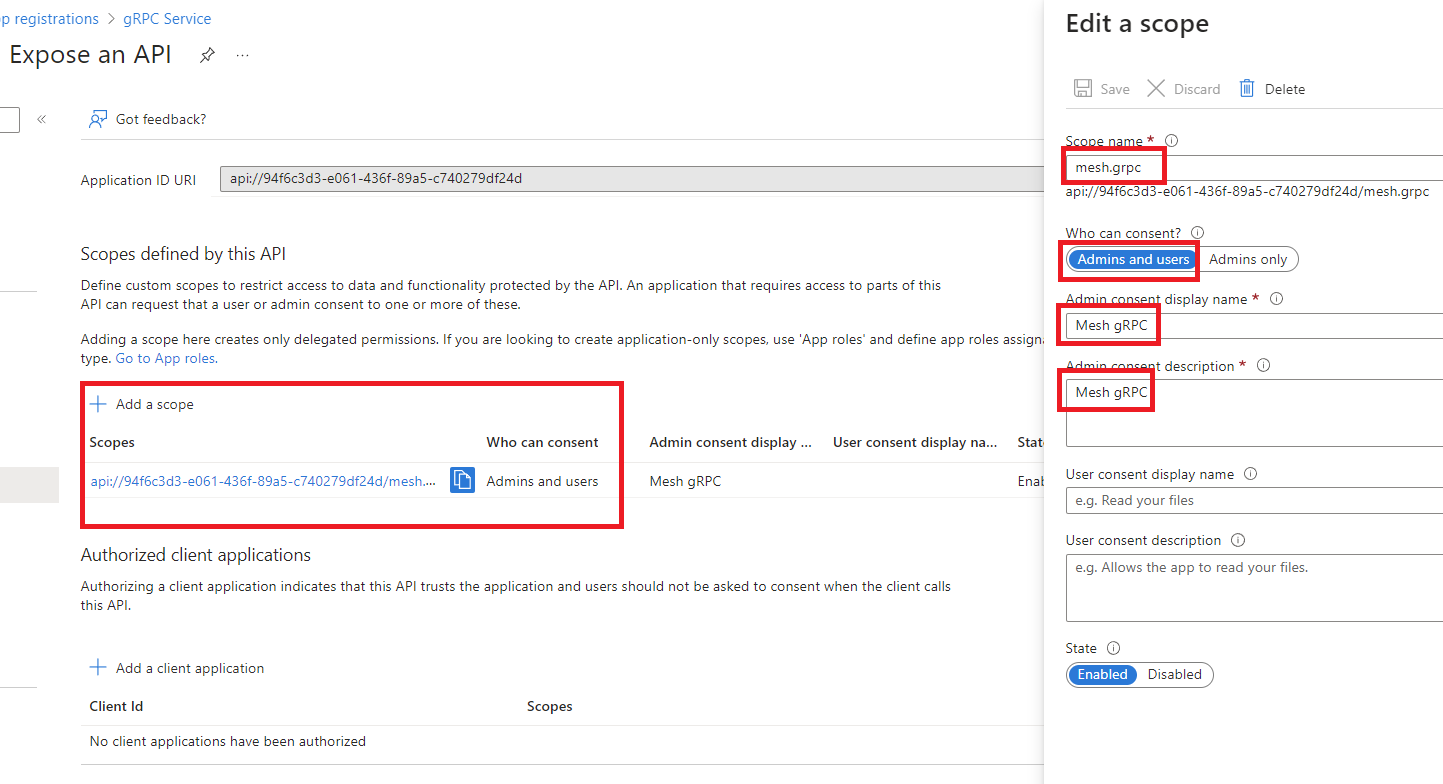 p registrations > gRPC Service
Expose an API
Got feedback?
Application ID URI
api://94f6c3d3-e061-436f-89a5-c740279df24d
Scopes defined by this API
Define custom scopes to restrict access to data and functionality protected by the API. An application that requires access to parts of this
API can request that a user or admin consent to one or more of these.
Adding a scope here creates only delegated permissions. If you are looking to create application-only scopes, use 'App roles' and define app roles assigna
type. Go to App roles.
Add a scope
Scopes Who can consent Admin consent display ... User consent display na... Stat
api://94f6c3d3-e061-436f-89a5-c740279df24d/mesh.... Admins and users Mesh gRPC Enab
Authorized client applications
Authorizing a client application indicates that this API trusts the application and users should not be asked to consent when the client calls
this API.
Add a client application
Client Id Scopes
No client applications have been authorized
Edit a scope
Save Discard Delete
Scope name *
mesh.grpc
api://94f6c3d3-e061-436f-89a5-c740279df24d/mesh.grpc
Who can consent?
Admins and users Admins only
Admin consent display name *
Mesh gRPC
Admin consent description *
Mesh gRPC
User consent display name
e.g. Read your files
User consent description
e.g. Allows the app to read your files.
State
Enabled Disabled